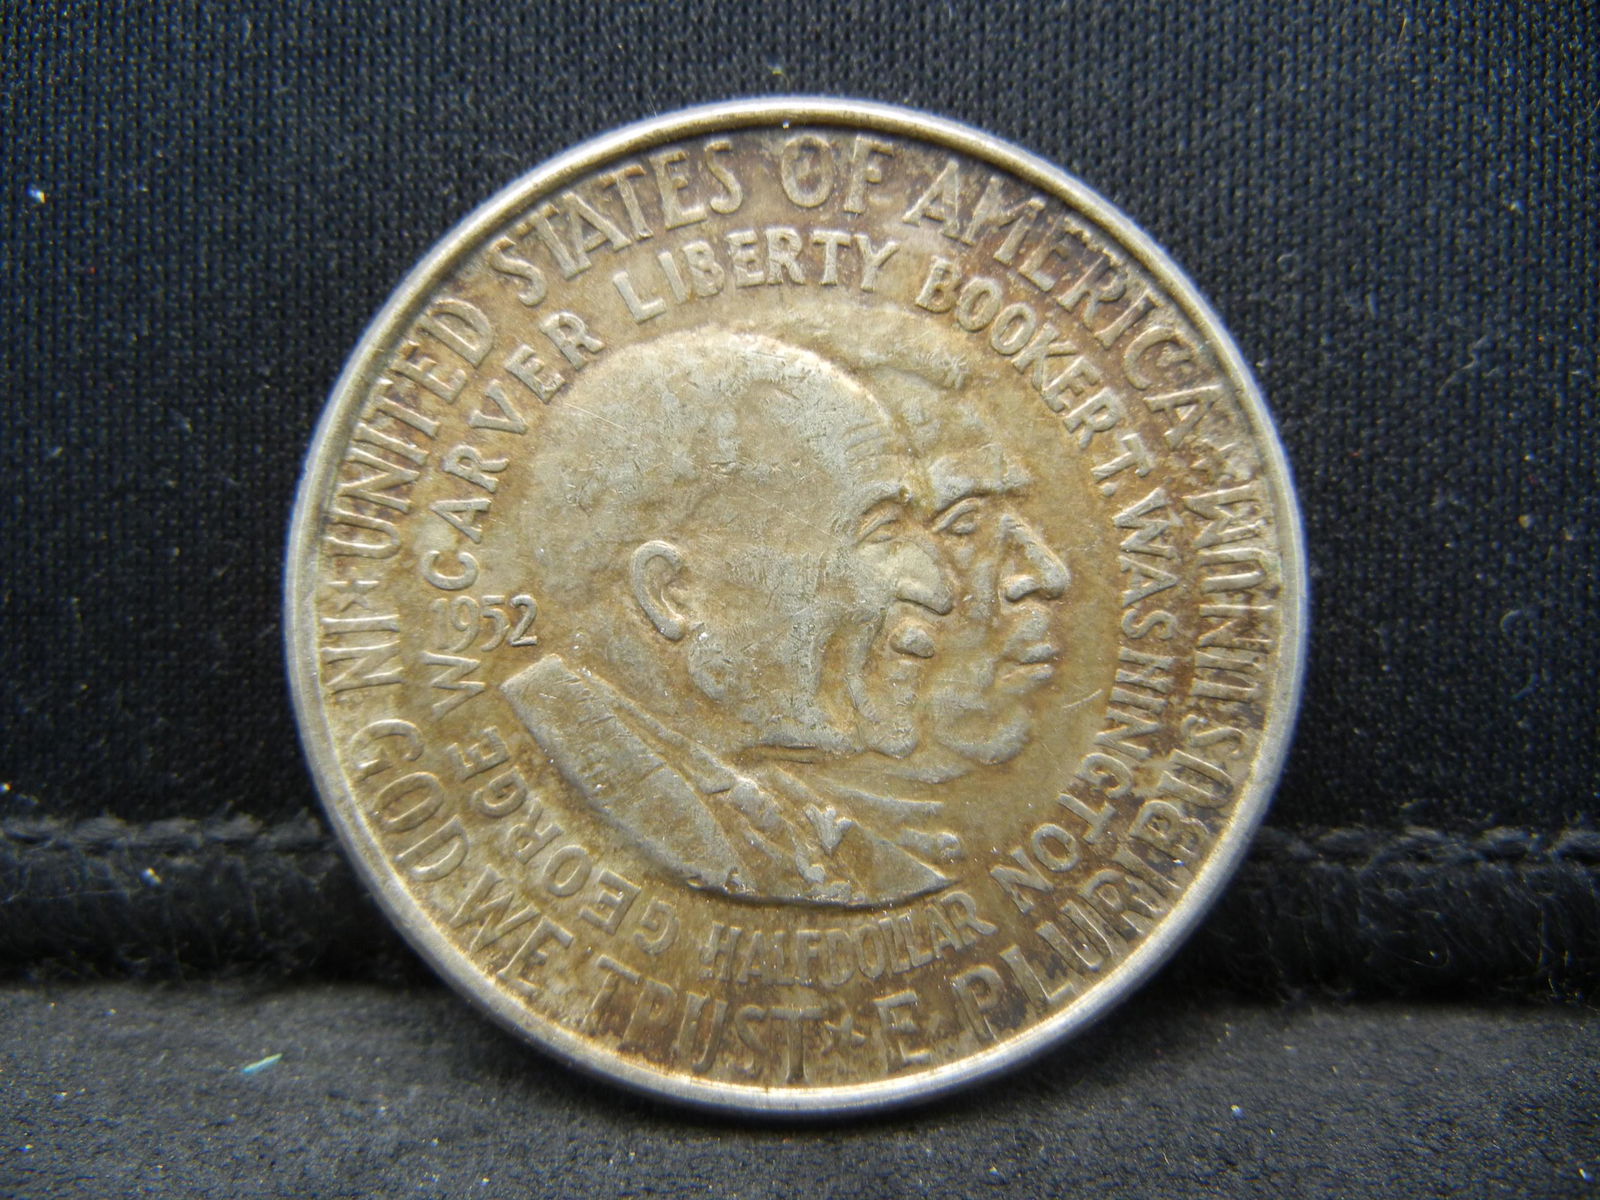 UNITED STATES OF AMERICA
E PLURIBUS UNUM
IN GOD WE TRUST
GEORGE W CARVER LIBERTY BOOKER T. WASHINGTON
1952
HALF DOLLAR